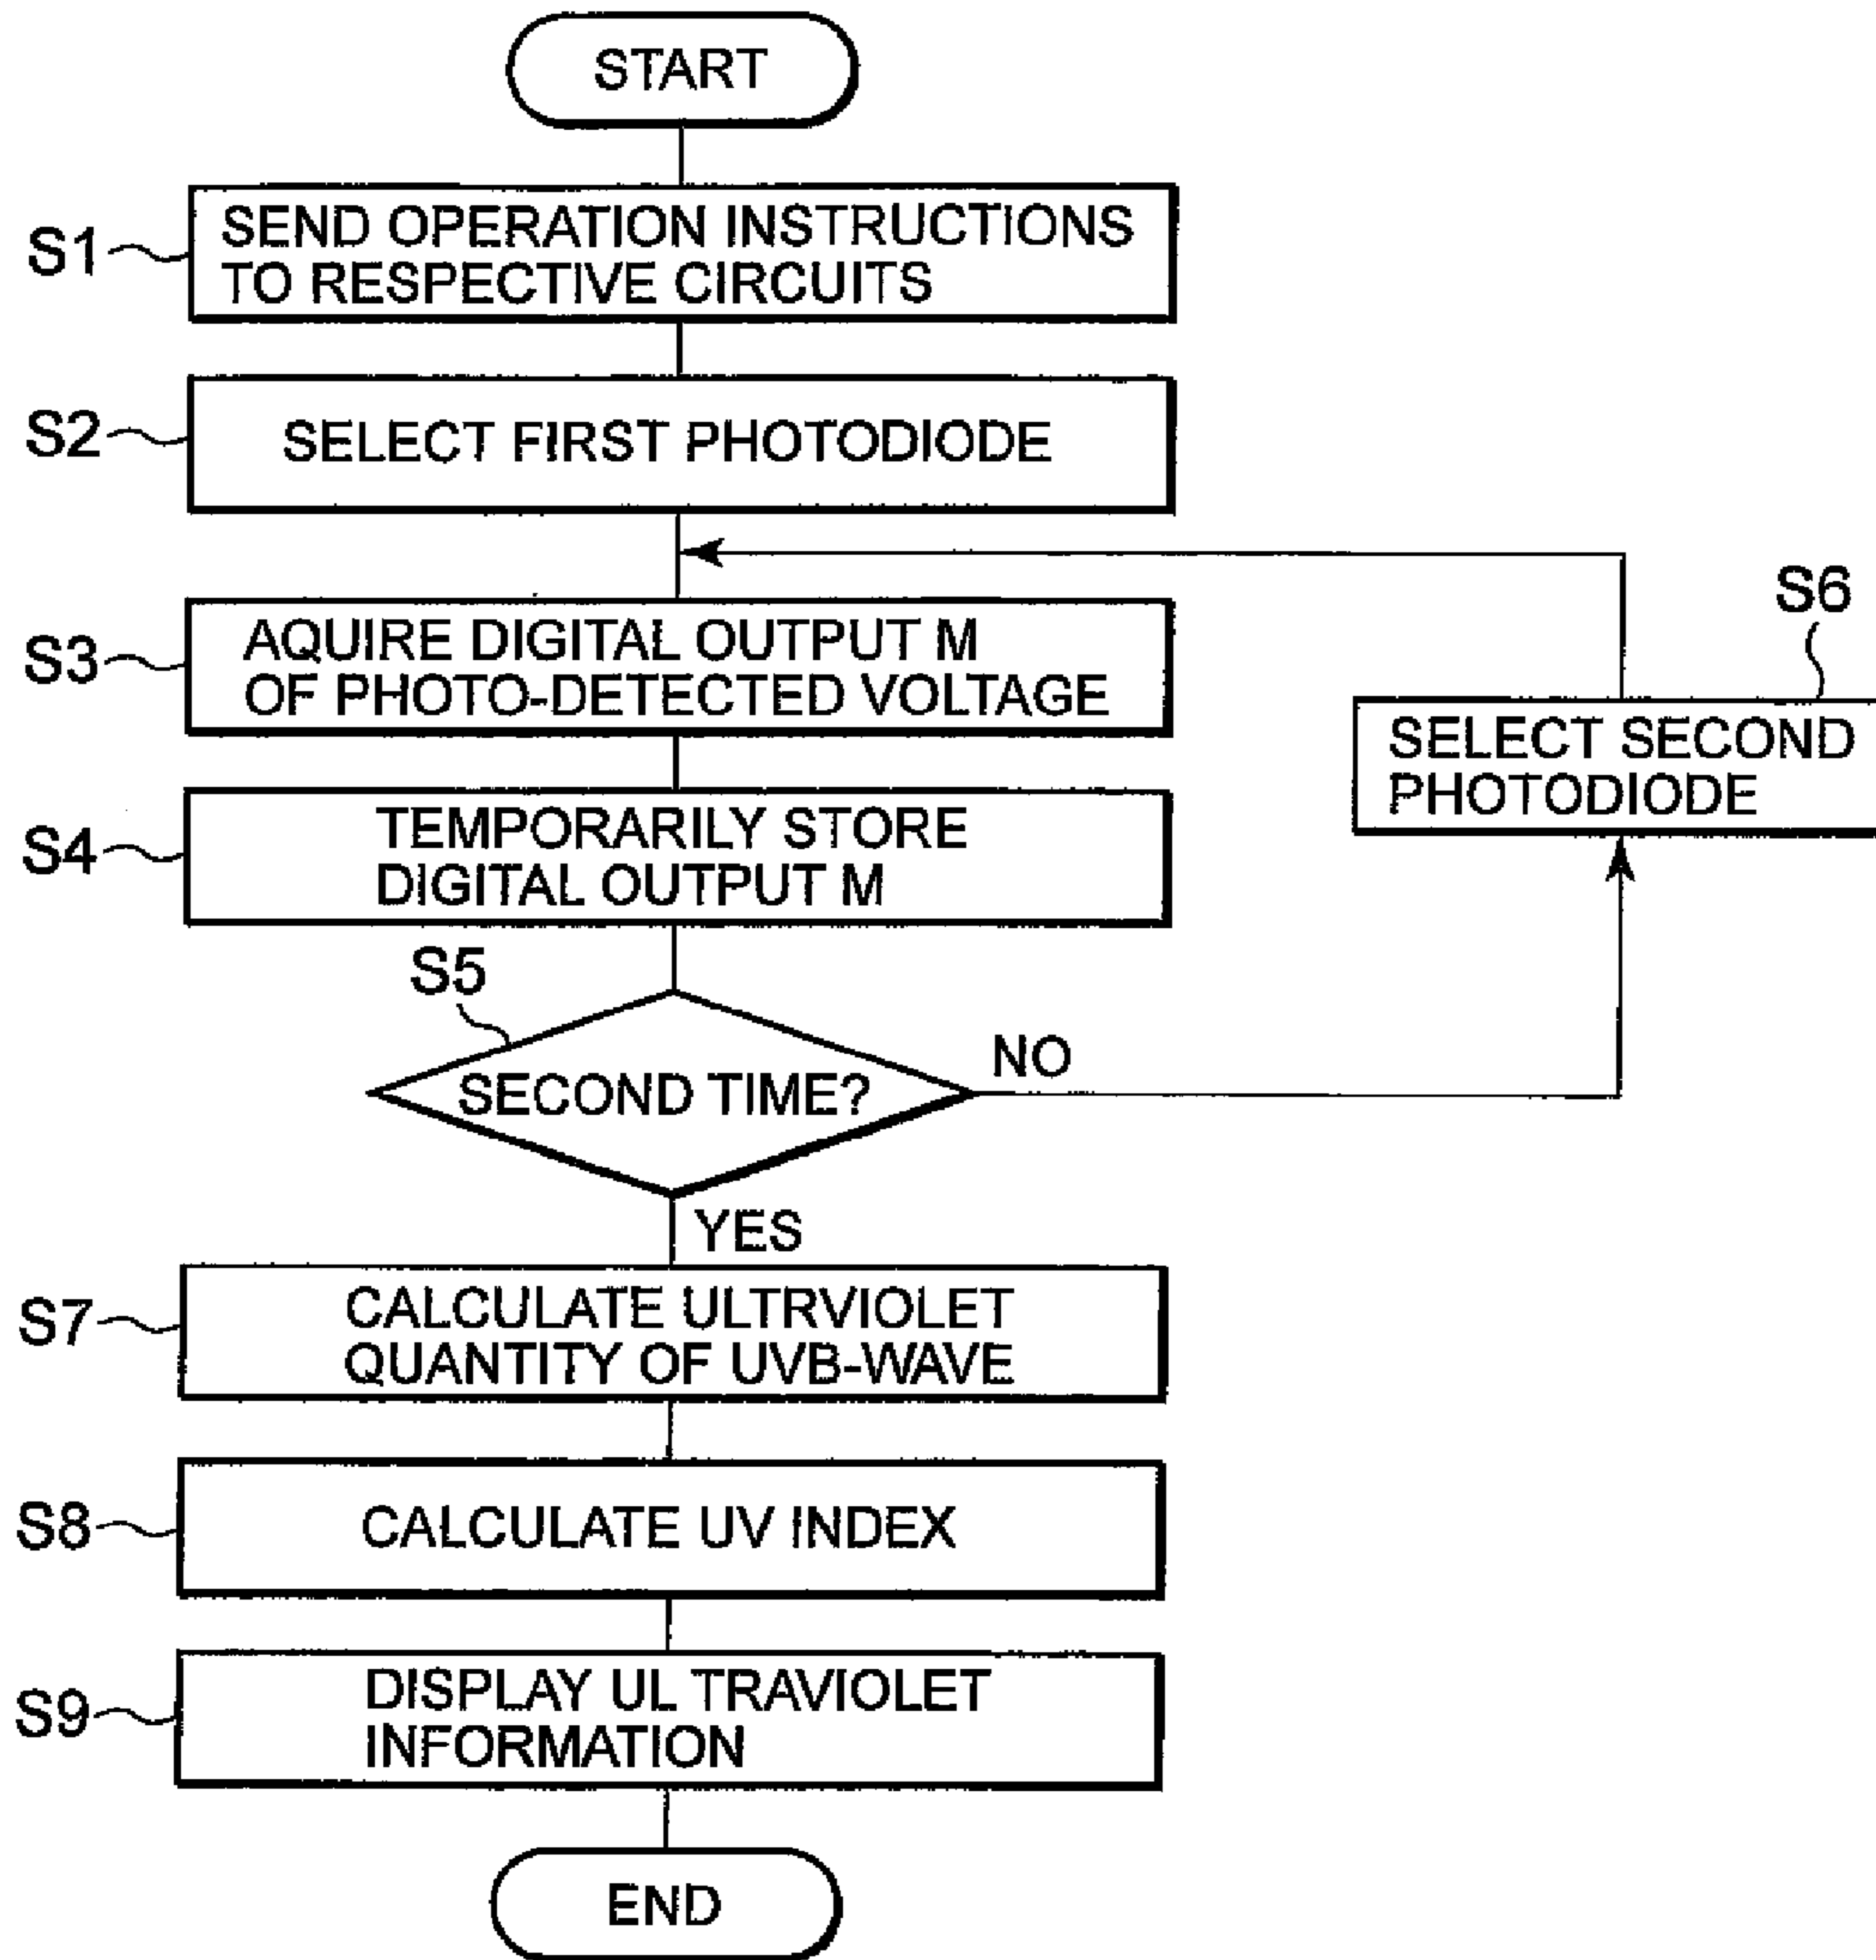 START
S1
SEND OPERATION INSTRUCTIONS
TO RESPECTIVE CIRCUITS
S2
SELECT FIRST PHOTODIODE
S3
AQUIRE DIGITAL OUTPUT M
OF PHOTO-DETECTED VOLTAGE
S6
SELECT SECOND
PHOTODIODE
S4
TEMPORARILY STORE
DIGITAL OUTPUT M
S5
SECOND TIME?
NO
YES
S7
CALCULATE ULTRVIOLET
QUANTITY OF UVB-WAVE
S8
CALCULATE UV INDEX
S9
DISPLAY UL TRAVIOLET
INFORMATION
END